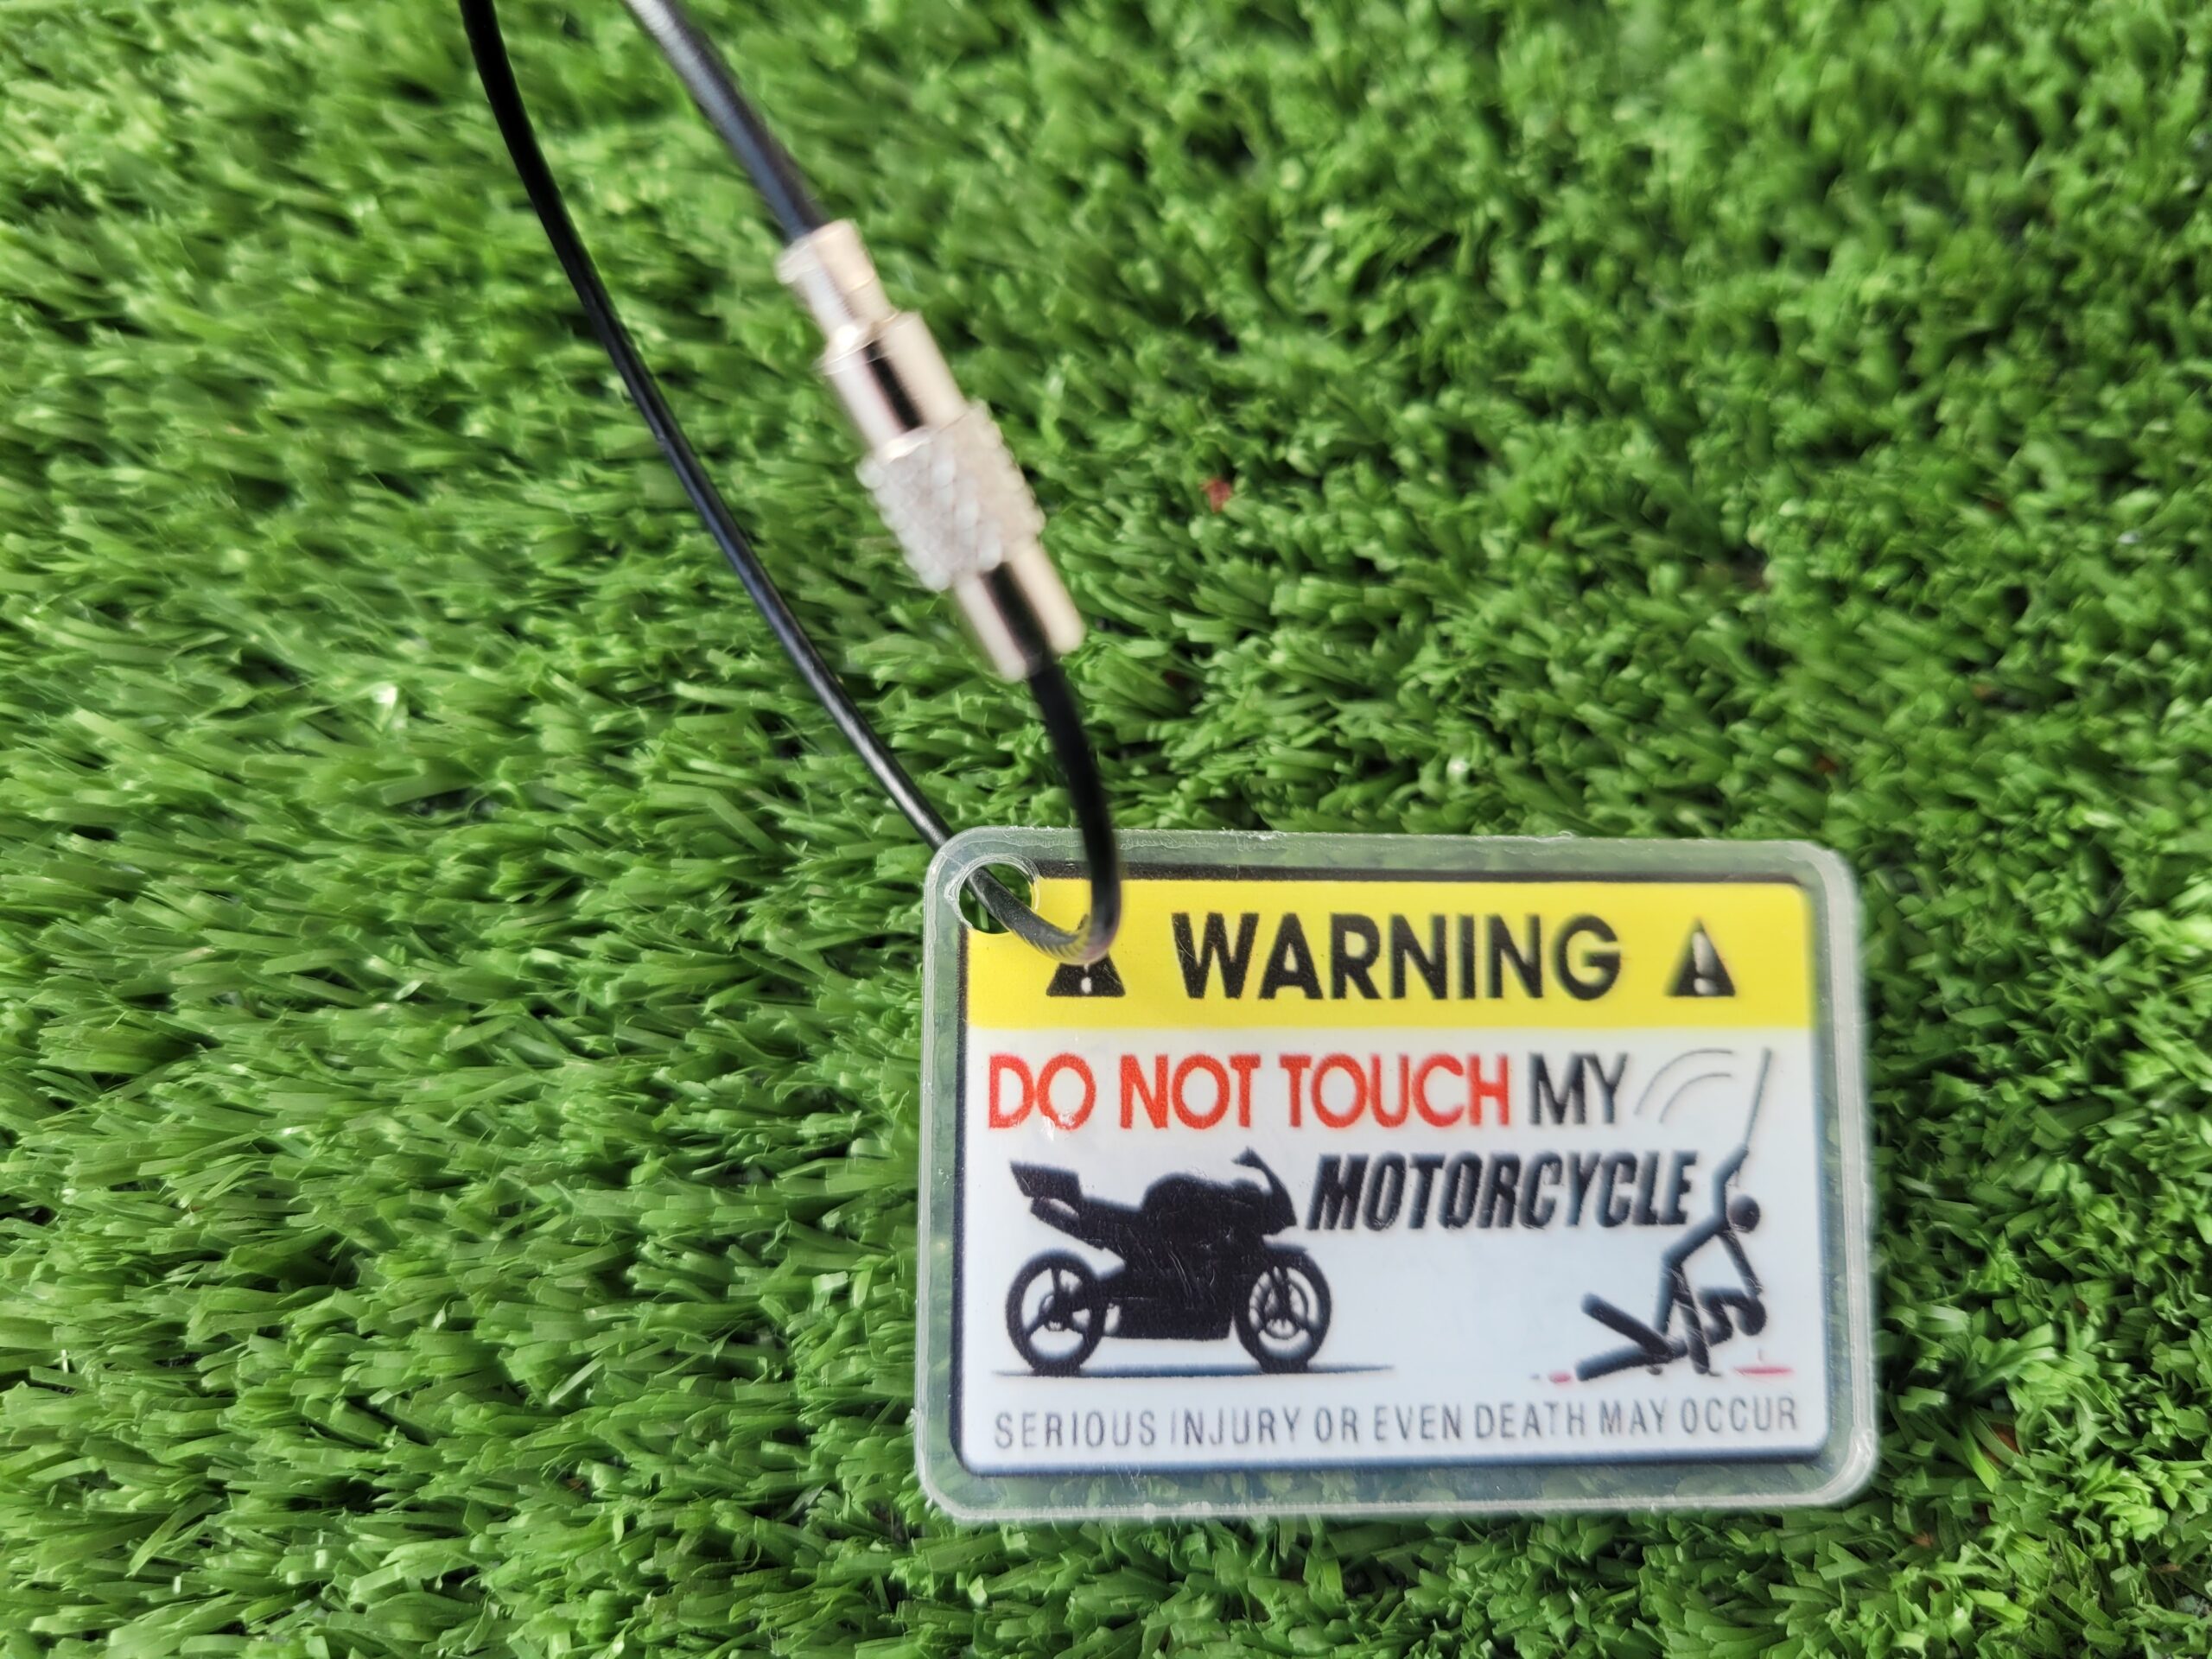 WARNING
DO NOT TOUCH MY
MOTORCYCLE
SERIOUS INJURY OR EVEN DEATH MAY OCCUR